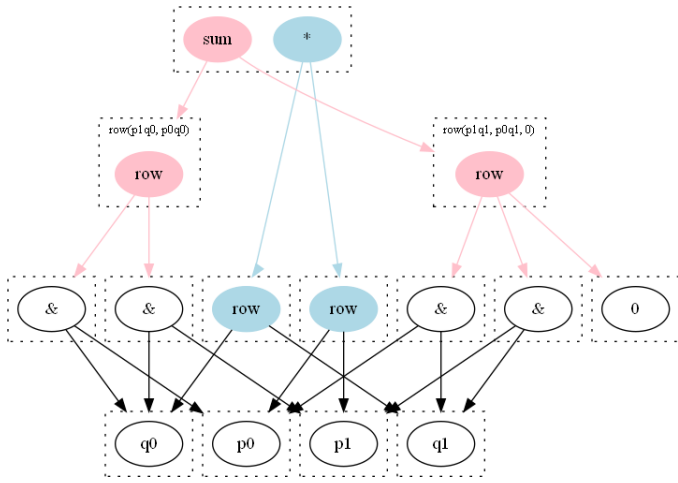 sum *
row(p1q0, p0q0)
row
row(p1q1, p0q1, 0)
row
& & row row & & 0
q0 p0 p1 q1